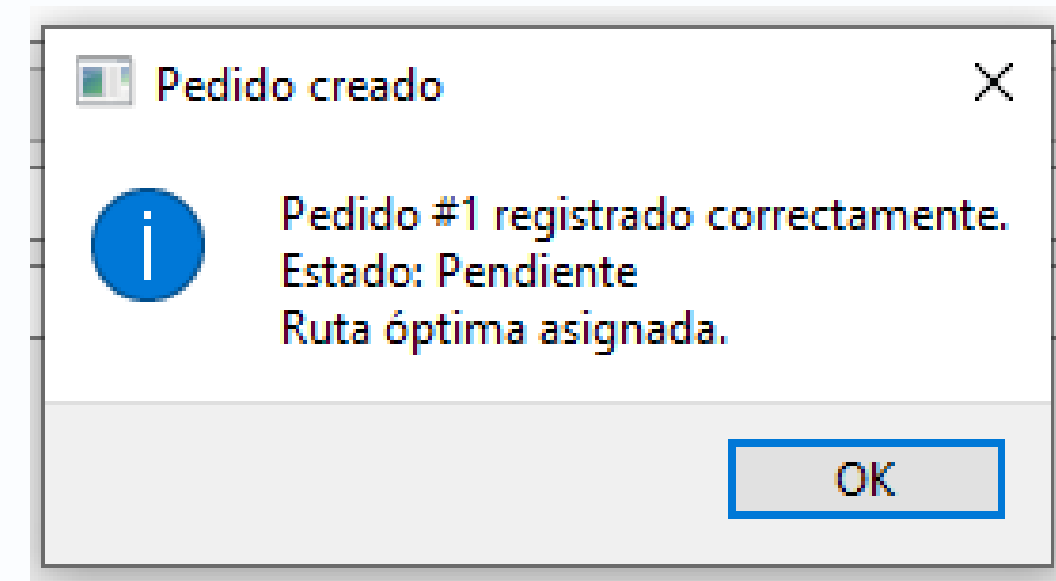 Pedido creado
Pedido #1 registrado correctamente.
Estado: Pendiente
Ruta óptima asignada.
OK